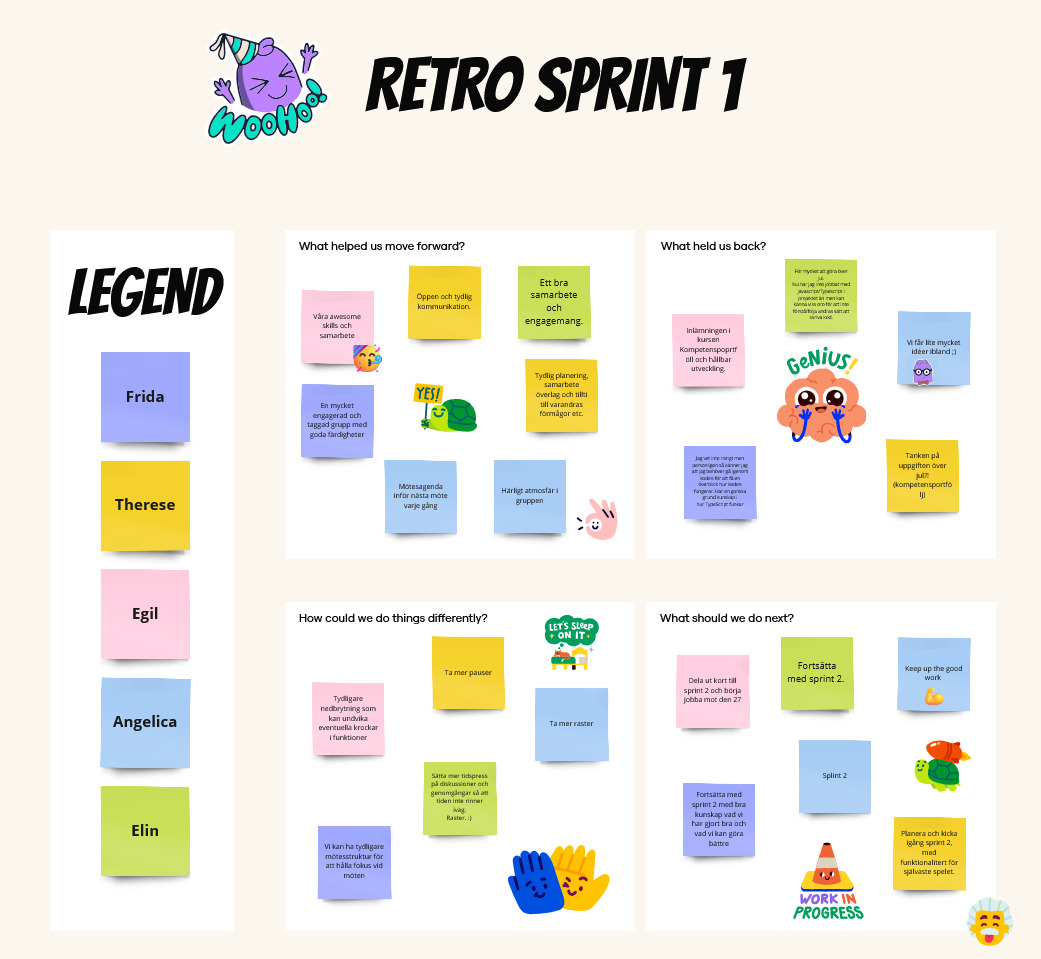 WOOHOO!
RETRO SPRINT 1
LEGEND
Frida
Therese
Egil
Angelica
Elin
What helped us move forward?
Våra awesome
skills och
samarbete
Öppen och tydlig
kommunikation.
Ett bra
samarbete
och
engagemang.
En mycket
engagerad och
taggad grupp med
goda färdigheter
YES!
Tydlig planering,
samarbete
överlag och tillti
till varandras
förmågor etc.
Mötesagenda
inför nästa möte
varje gång
Härligt atmosfär i
gruppen
What held us back?
Inlämningen i
kursen
Kompetenspoprtf
öll och hållbar
utveckling.
För mycket att göra över
jul.
Nu har jag inte jobbat med
javascript/Typescript i
projektet än men kan
känna viss oro för att inte
förstå/följa andras sätt att
skriva kod.
Vi får lite mycket
idéer ibland ;)
GENIUS!
Jag vet inte riktigt men
personligen så känner jag
att jag behöver gå igenom
koden för att få en
överblick hur koden
fungerar. Har en ganska
grund kunskap i
hur TypeScript funkar
Tanken på
uppgiften över
jul?!
(kompetensportfö
lj)
How could we do things differently?
LET'S SLEEP
ON IT
Tydligare
nedbrytning som
kan undvika
eventuella krockar
i funktioner
Ta mer pauser
Ta mer raster
Sätta mer tidspress
på diskussioner och
genomgångar så att
tiden inte rinner
iväg.
Raster. :)
Vi kan ha tydligare
mötesstruktur för
att hålla fokus vid
möten
What should we do next?
Dela ut kort till
sprint 2 och börja
jobba mot den 27
Fortsätta
med sprint 2.
Keep up the good
work
Splint 2
Fortsätta med
sprint 2 med bra
kunskap vad vi
har gjort bra och
vad vi kan göra
bättre
Planera och kicka
igång sprint 2,
med
funktionalitert för
självaste spelet.
WORK IN
PROGRESS